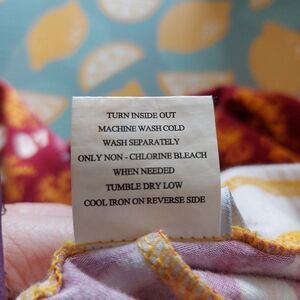 TURN INSIDE OUT
MACHINE WASH COLD
WASH SEPARATELY
ONLY NON - CHLORINE BLEACH
WHEN NEEDED
TUMBLE DRY LOW
COOL IRON ON REVERSE SIDE